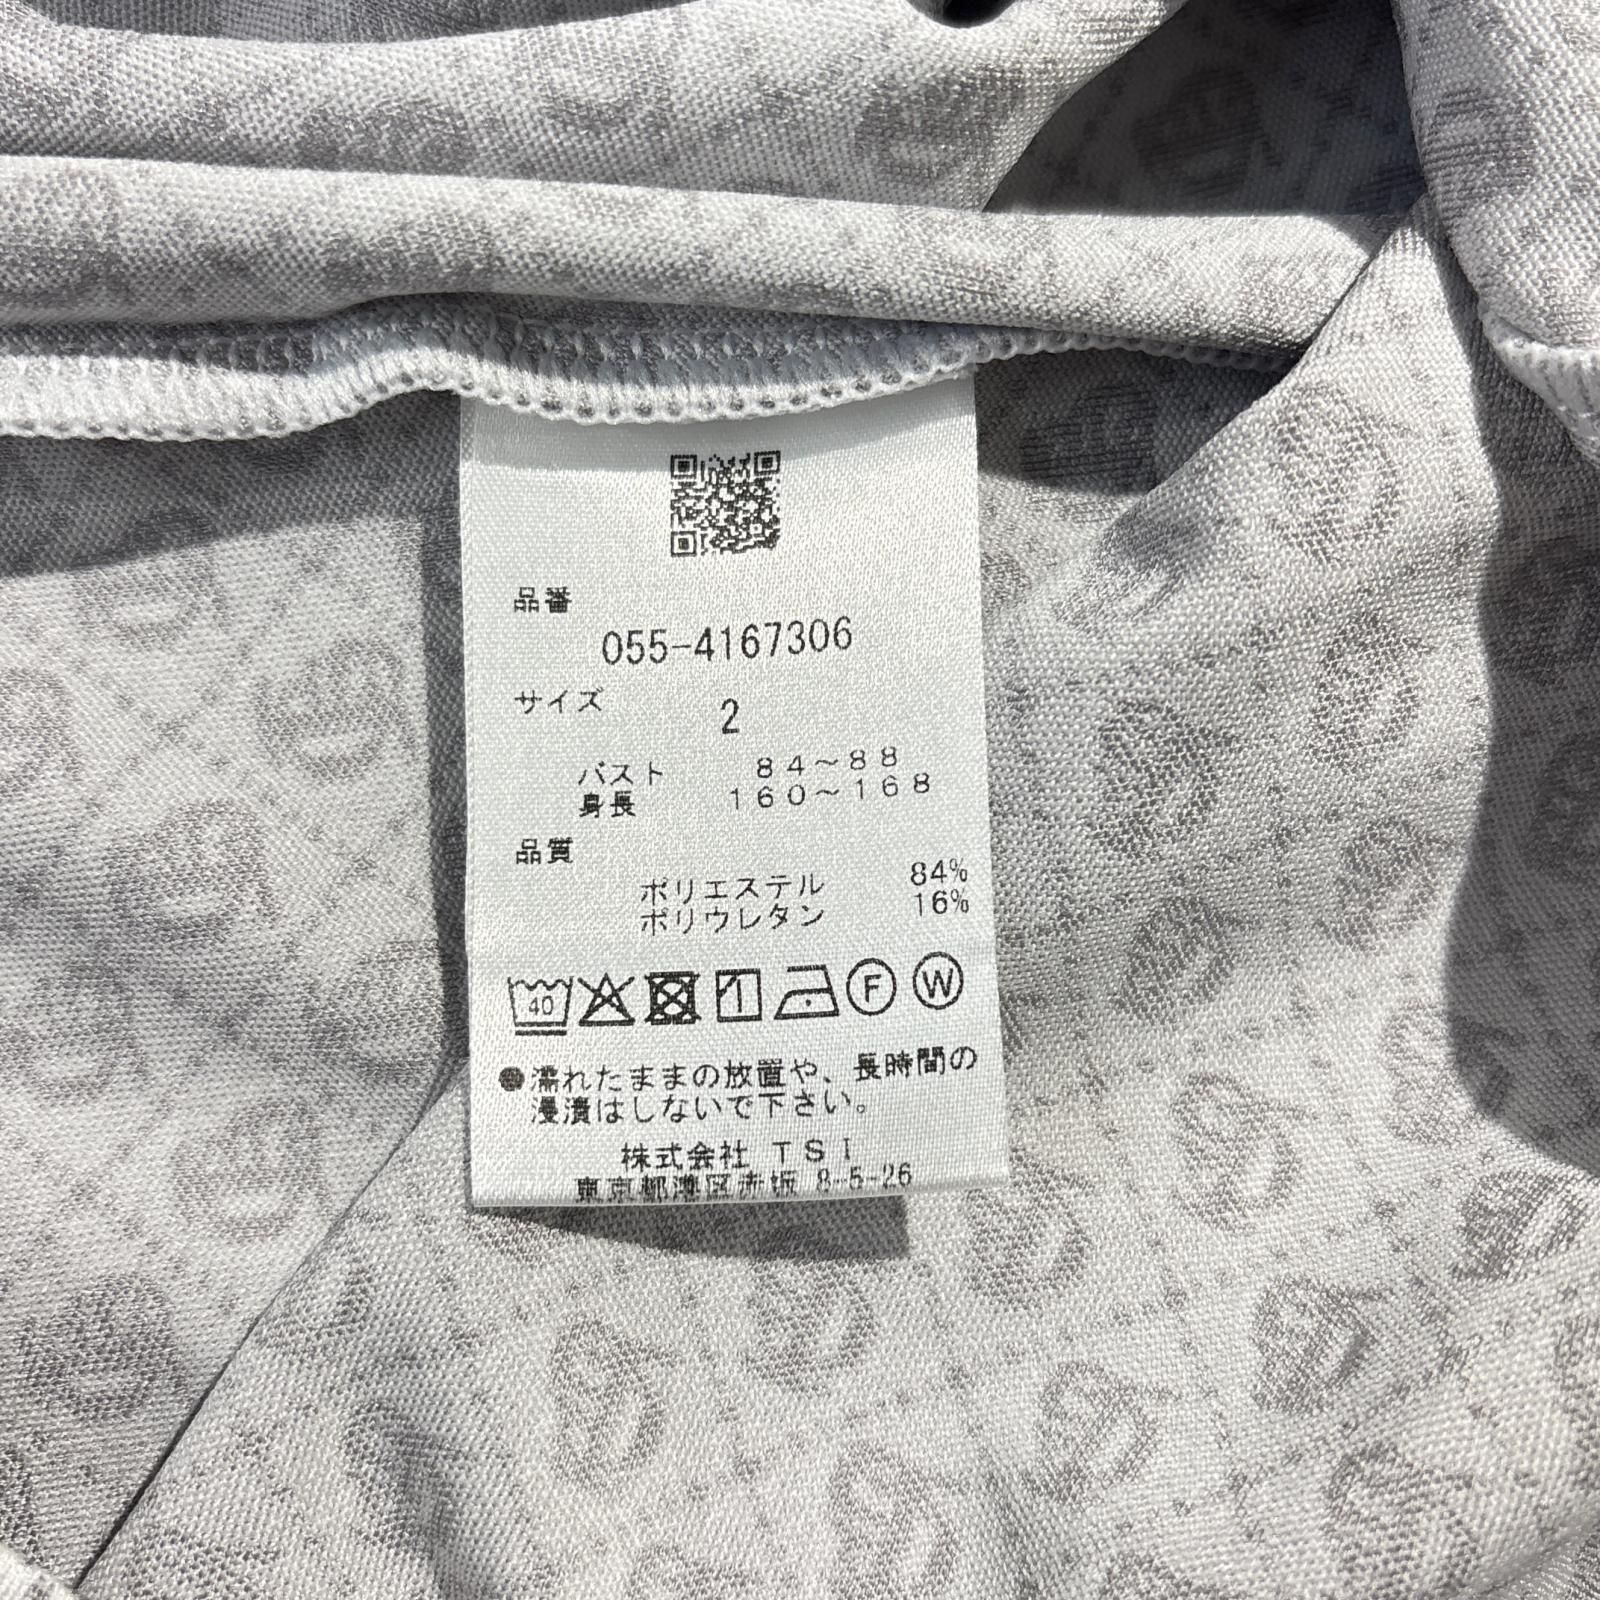 品番
055-4167306
サイズ 2
バスト 84～88
身長 160～168
品質
ポリエステル 84%
ポリウレタン 16%
40 F W
●濡れたままの放置や、長時間の
浸漬はしないで下さい。
株式会社 TSI
東京都港区赤坂 8-5-26